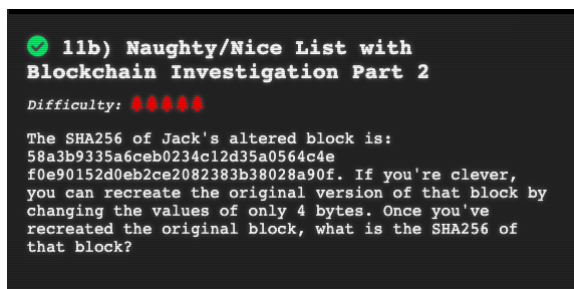 11b) Naughty/Nice List with
Blockchain Investigation Part 2
Difficulty:
The SHA256 of Jack's altered block is:
58a3b9335a6ceb0234c12d35a0564c4e
f0e90152d0eb2ce2082383b38028a90f. If you're clever,
you can recreate the original version of that block by
changing the values of only 4 bytes. Once you've
recreated the original block, what is the SHA256 of
that block?